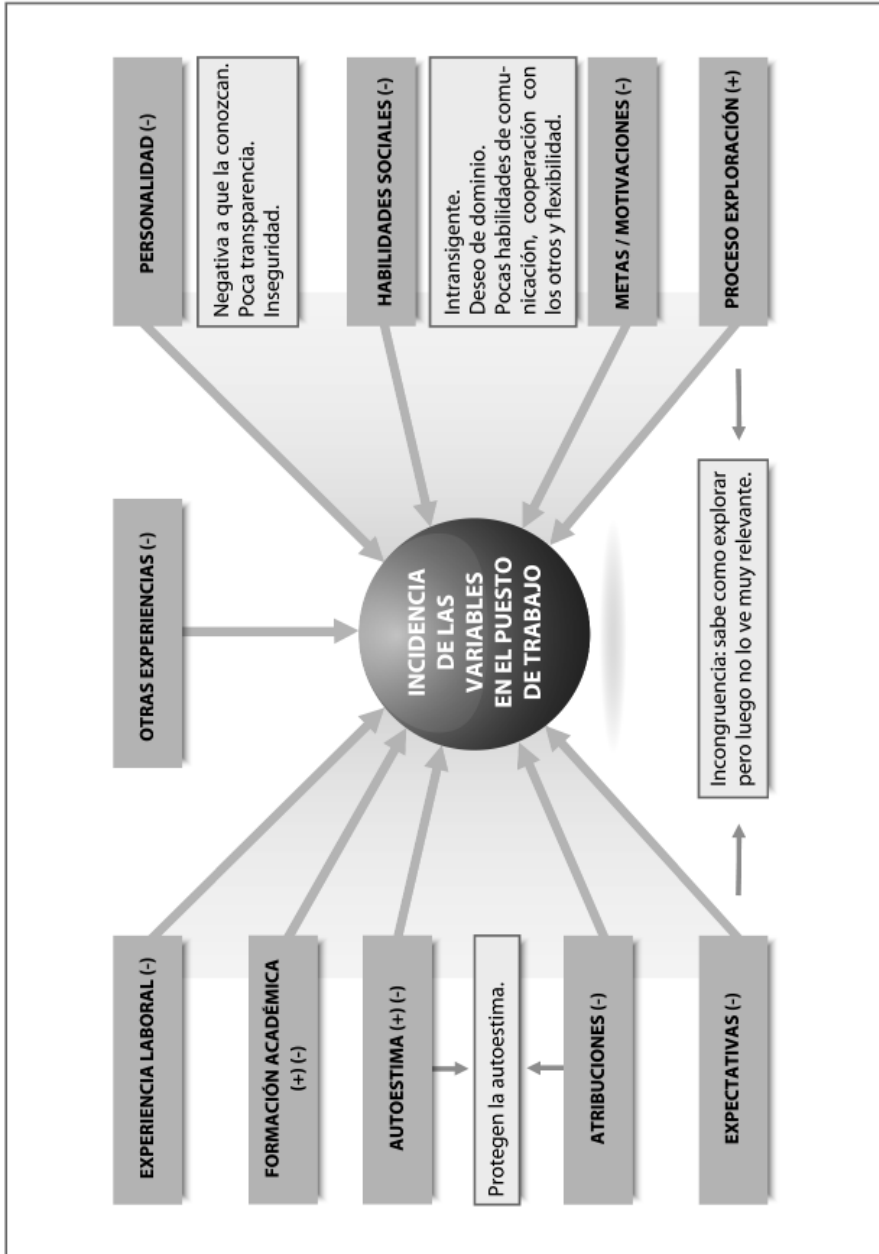 EXPERIENCIA LABORAL (-)
FORMACIÓN ACADÉMICA
(+) (-)
AUTOESTIMA (+) (-)
Protegen la autoestima.
ATRIBUCIONES (-)
EXPECTATIVAS (-)
OTRAS EXPERIENCIAS (-)
INCIDENCIA
DE LAS
VARIABLES
EN EL PUESTO
DE TRABAJO
Incongruencia: sabe como explorar
pero luego no lo ve muy relevante.
PERSONALIDAD (-)
Negativa a que la conozcan.
Poca transparencia.
Inseguridad.
HABILIDADES SOCIALES (-)
Intransigente.
Deseo de dominio.
Pocas habilidades de comu-
nicación, cooperación con
los otros y flexibilidad.
METAS / MOTIVACIONES (-)
PROCESO EXPLORACIÓN (+)